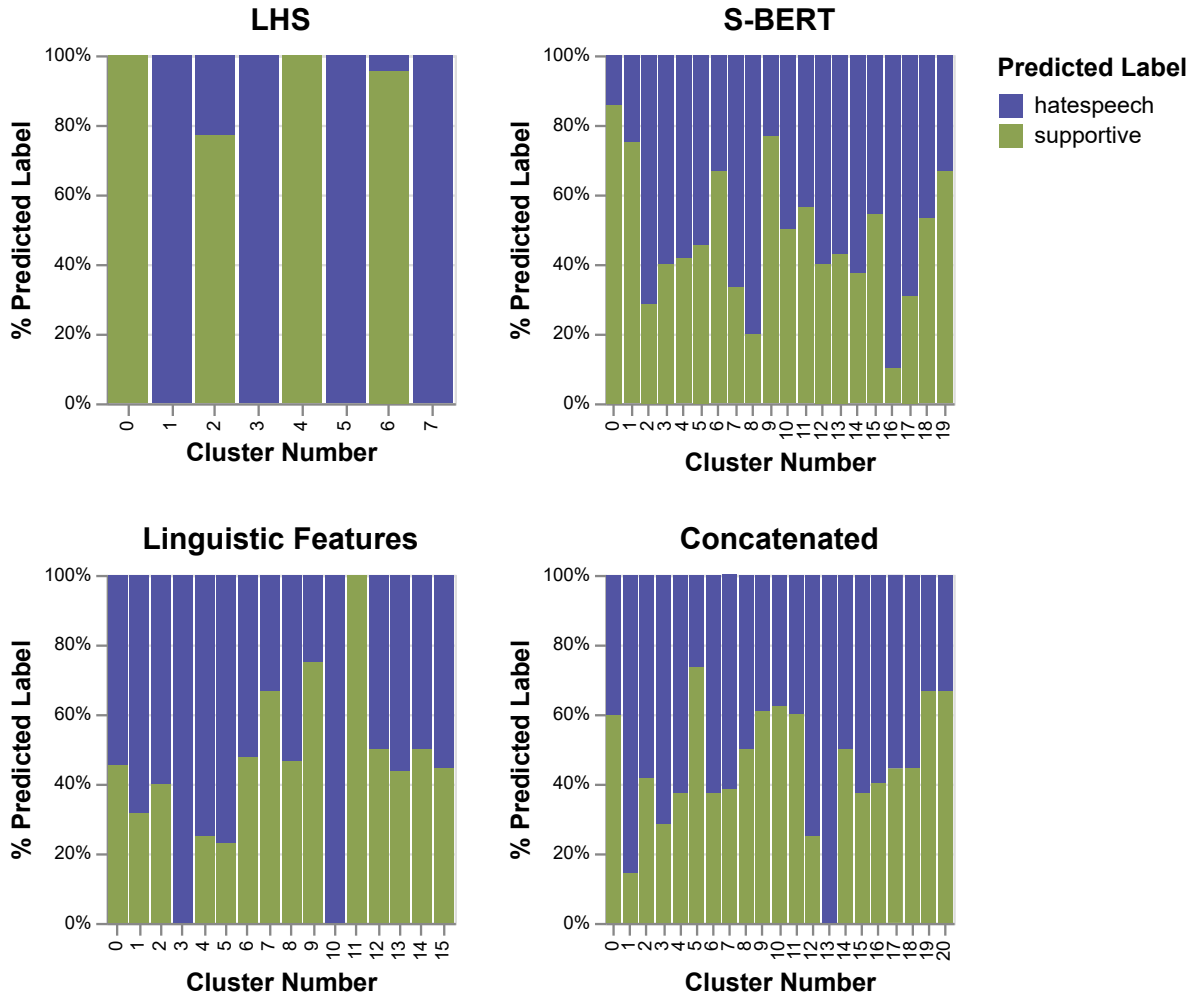 LHS
100%
80%
60%
40%
20%
0%
% Predicted Label
0 1 2 3 4 5 6 7
Cluster Number
S-BERT
100%
80%
60%
40%
20%
0%
% Predicted Label
0 1 2 3 4 5 6 7 8 9 10 11 12 13 14 15 16 17 18 19
Cluster Number
Predicted Label
hatespeech
supportive
Linguistic Features
100%
80%
60%
40%
20%
0%
% Predicted Label
0 1 2 3 4 5 6 7 8 9 10 11 12 13 14 15
Cluster Number
Concatenated
100%
80%
60%
40%
20%
0%
% Predicted Label
0 1 2 3 4 5 6 7 8 9 10 11 12 13 14 15 16 17 18 19 20
Cluster Number